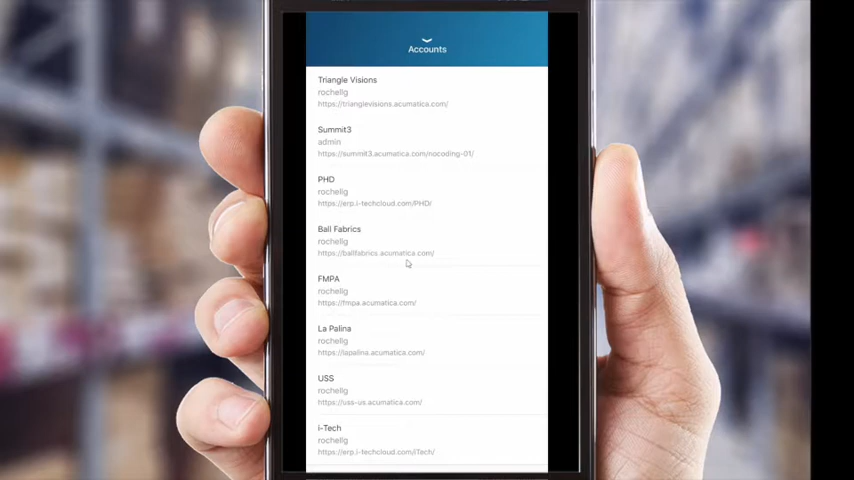 Accounts
Triangle Visions
rochellg
https://trianglevisions.acumatica.com/
Summit3
admin
https://summit3.acumatica.com/nocoding-01/
PHD
rochellg
https://erp.i-techcloud.com/PHD/
Ball Fabrics
rochellg
https://ballfabrics.acumatica.com/
FMPA
rochellg
https://fmpa.acumatica.com/
La Palina
rochellg
https://lapalina.acumatica.com/
USS
rochellg
https://uss-us.acumatica.com/
i-Tech
rochellg
https://erp.i-techcloud.com/iTech/